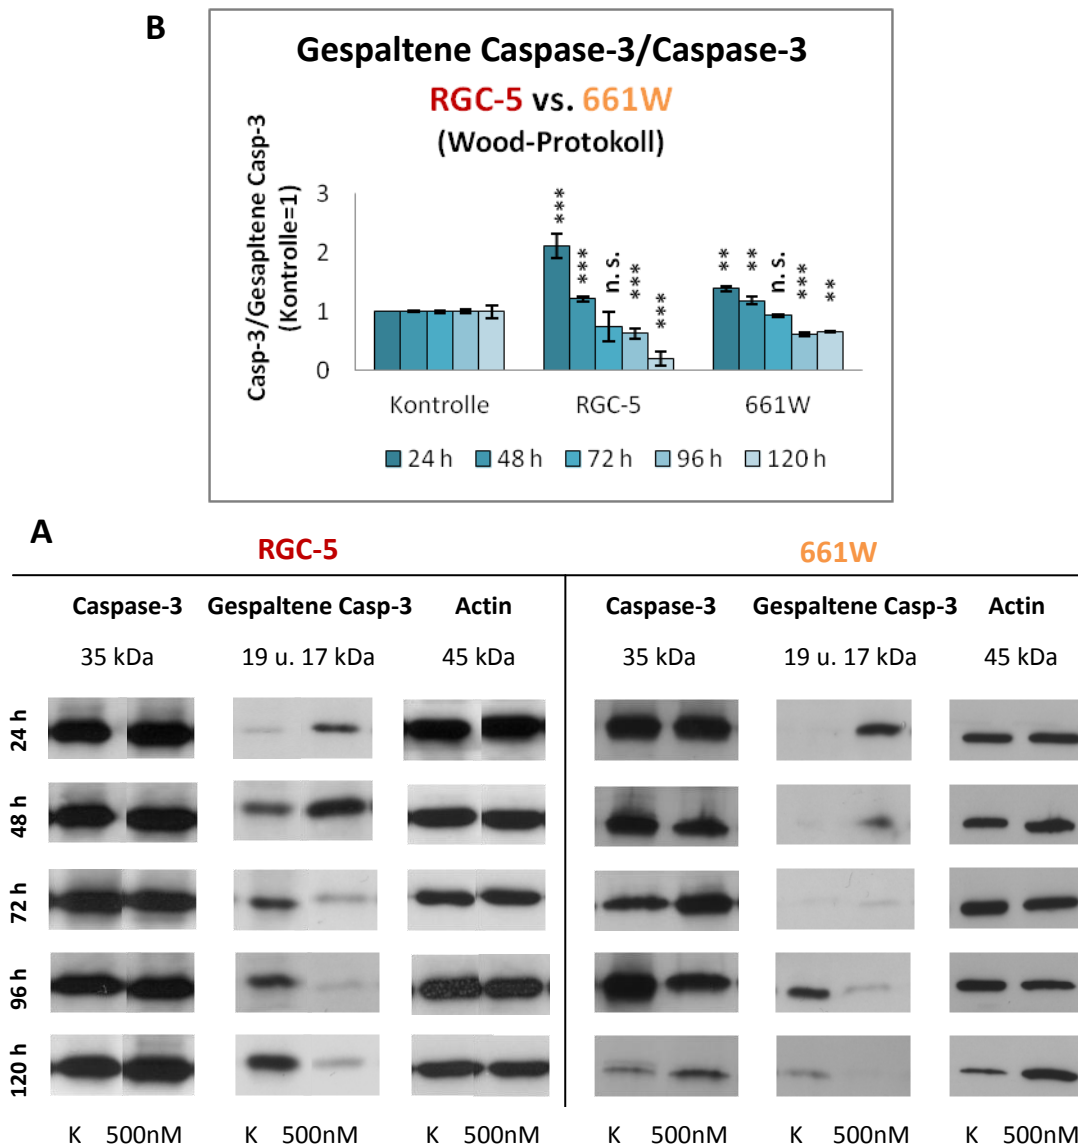 B
Gespaltene Caspase-3/Caspase-3
RGC-5 vs. 661W
(Wood-Protokoll)
Casp-3/Gesapltene Casp-3
(Kontrolle=1)
3
2
1
0
***
***
n. s.
***
***
**
**
n. s.
***
**
Kontrolle RGC-5 661W
24 h 48 h 72 h 96 h 120 h
A
RGC-5 661W
Caspase-3 Gespaltene Casp-3 Actin Caspase-3 Gespaltene Casp-3 Actin
35 kDa 19 u. 17 kDa 45 kDa 35 kDa 19 u. 17 kDa 45 kDa
24 h
48 h
72 h
96 h
120 h
K 500nM K 500nM K 500nM K 500nM K 500nM K 500nM